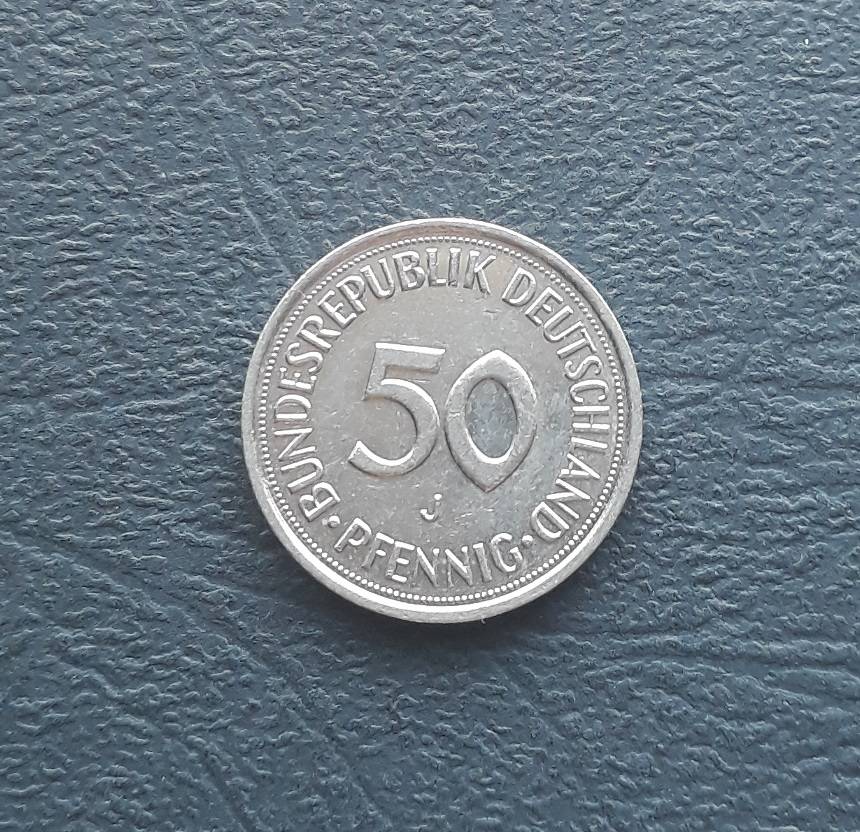 BUNDESREPUBLIK DEUTSCHLAND
50
J
· PFENNIG ·